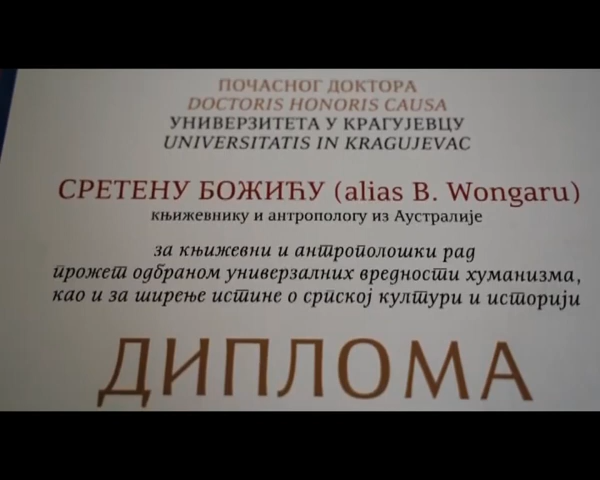 ПОЧАСНОГ ДОКТОРА
DOCTORIS HONORIS CAUSA
УНИВЕРЗИТЕТА У КРАГУЈЕВЦУ
UNIVERSITATIS IN KRAGUJEVAC
СРЕТЕНУ БОЖИЋУ (alias B. Wongaru)
књижевнику и антропологу из Аустралије
за књижевни и антрополошки рад
прожет одбраном универзалних вредности хуманизма,
као и за ширење истине о српској култури и историји
ДИПЛОМА